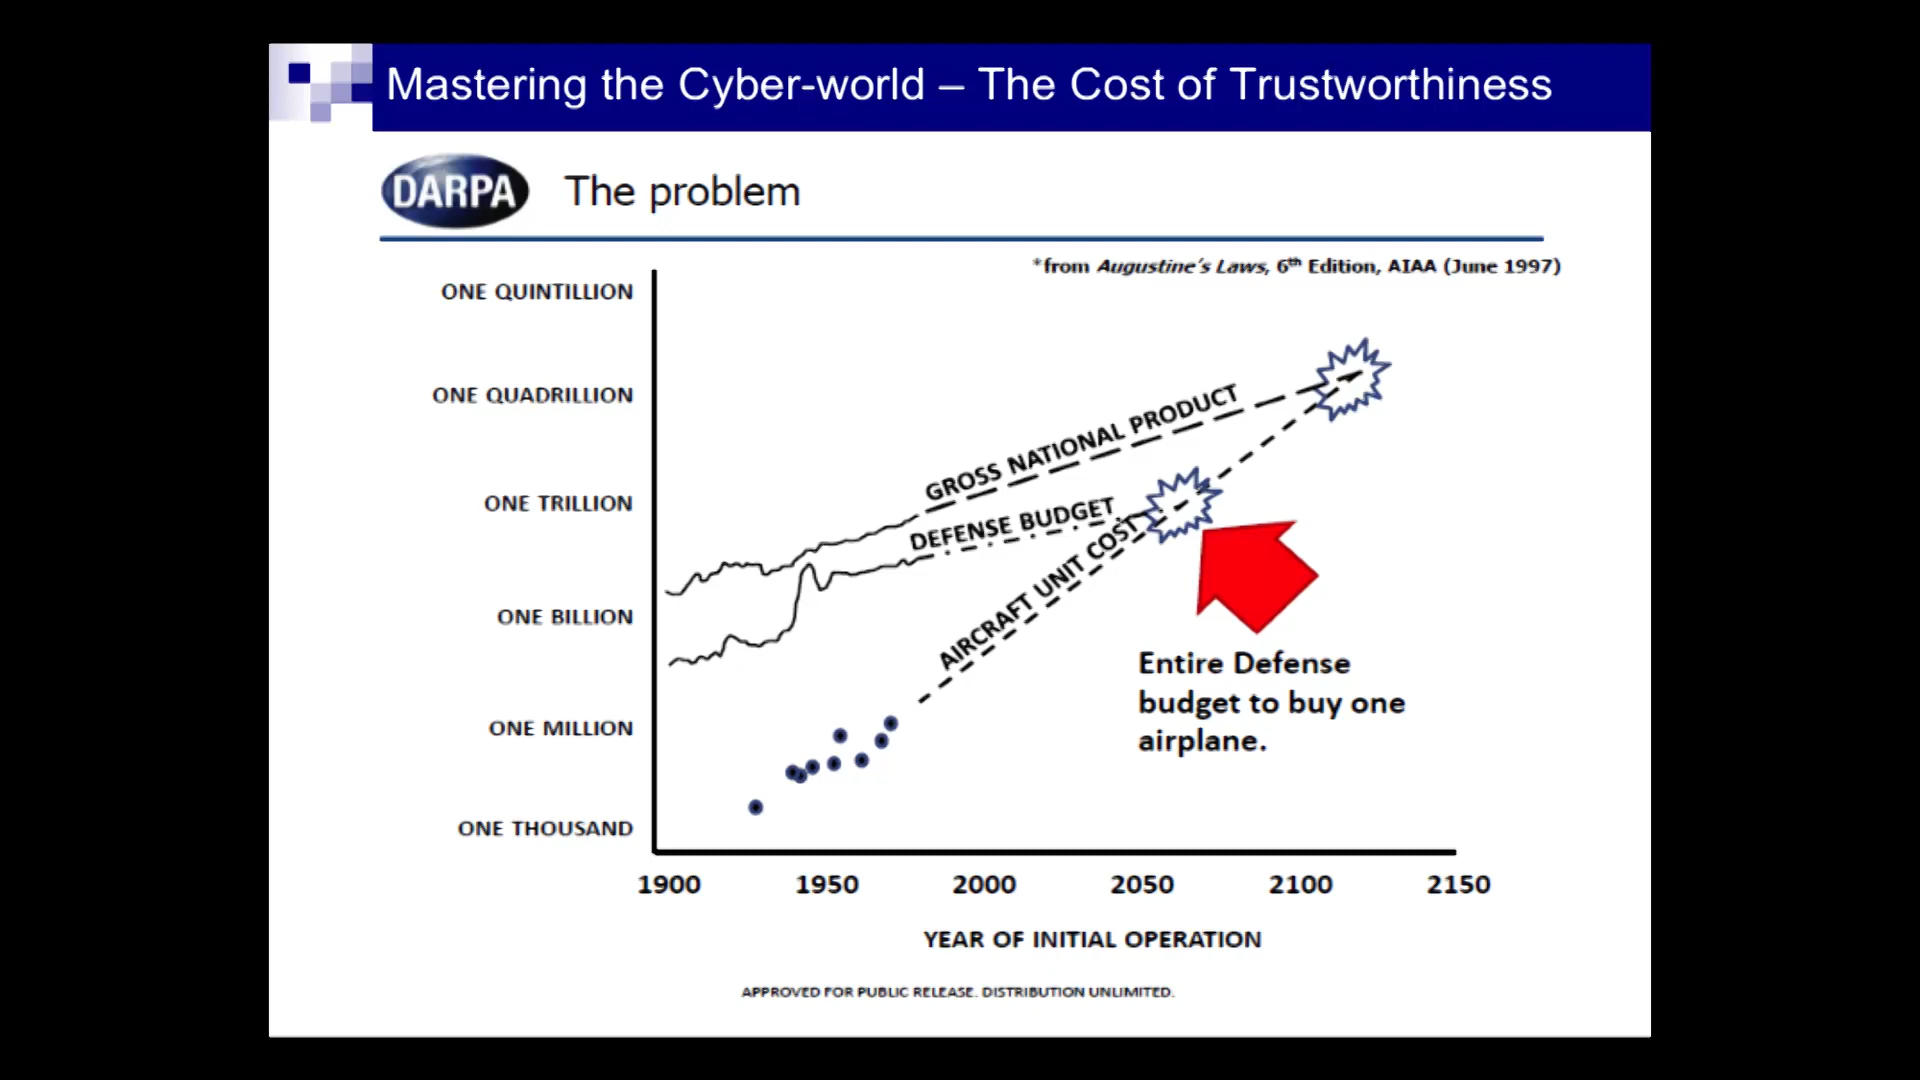 Mastering the Cyber-world – The Cost of Trustworthiness
DARPA
The problem
*from Augustine's Laws, 6th Edition, AIAA (June 1997)
ONE QUINTILLION
ONE QUADRILLION
ONE TRILLION
ONE BILLION
ONE MILLION
ONE THOUSAND
GROSS NATIONAL PRODUCT
DEFENSE BUDGET
AIRCRAFT UNIT COST
Entire Defense
budget to buy one
airplane.
1900 1950 2000 2050 2100 2150
YEAR OF INITIAL OPERATION
APPROVED FOR PUBLIC RELEASE. DISTRIBUTION UNLIMITED.